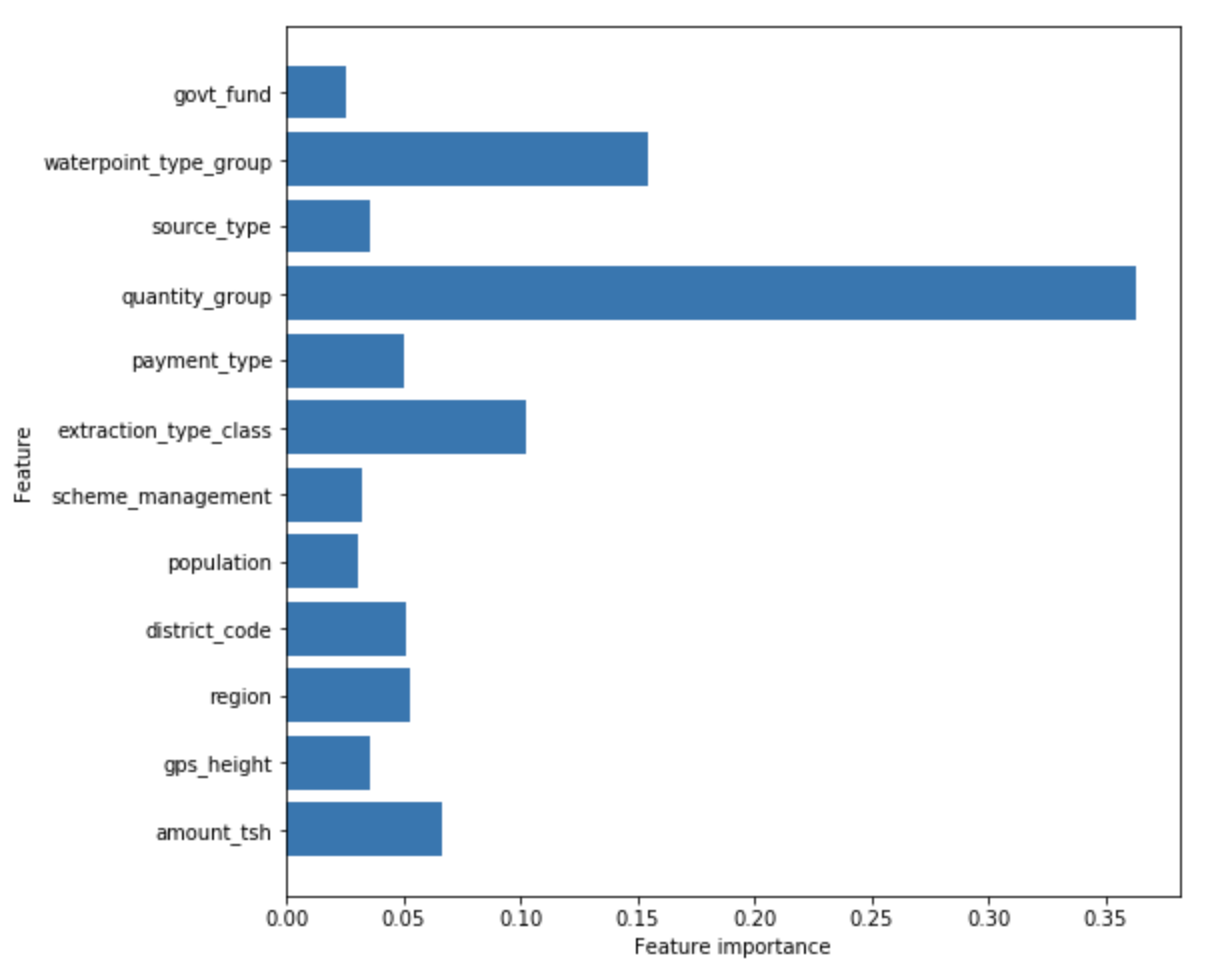 govt_fund
waterpoint_type_group
source_type
quantity_group
payment_type
extraction_type_class
Feature
scheme_management
population
district_code
region
gps_height
amount_tsh
0.00 0.05 0.10 0.15 0.20 0.25 0.30 0.35
Feature importance